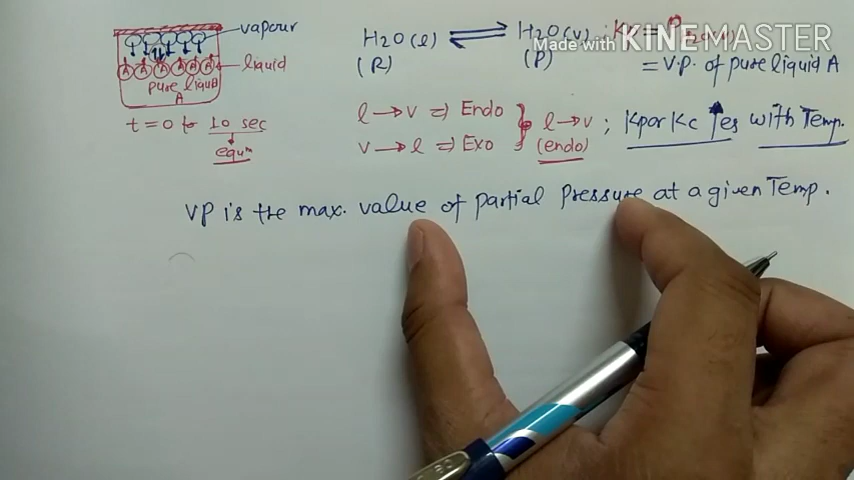 vapour
liquid
A A A A A A
pure liquid
A
t=0 to 10 sec
equm
H2O(l) ⇌ H2O(v);
(R) (P)
= V.P. of pure liquid A
Made with KINEMASTER
l → v ⇒ Endo
v → l ⇒ Exo
l → v ; Kp or Kc ↑es with Temp.
(endo)
VP is the max. value of partial pressure at a given Temp.